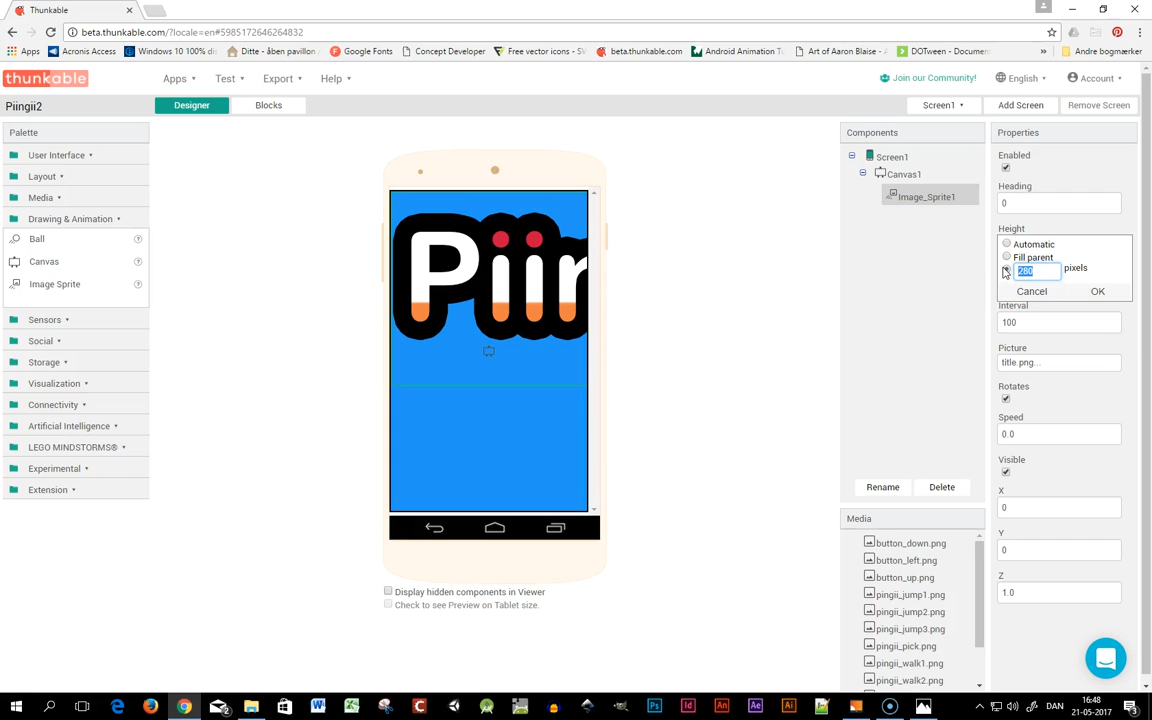 Thunkable
beta.thunkable.com/?locale=en#5985172646264832
Apps
Acronis Access
Windows 10 100% dis
Ditte - åben pavillon
Google Fonts
Concept Developer
Free vector icons - SV
beta.thunkable.com
Android Animation Tu
Art of Aaron Blaise
DOTween - Documen
»
Andre bogmærker
thunkable
Apps
Test
Export
Help
Join our Community!
English
Account
Piingii2
Designer
Blocks
Screen1
Add Screen
Remove Screen
Palette
User Interface
Layout
Media
Drawing & Animation
Ball
Canvas
Image Sprite
Sensors
Social
Storage
Visualization
Connectivity
Artificial Intelligence
LEGO MINDSTORMS®
Experimental
Extension
Piir
Display hidden components in Viewer
Check to see Preview on Tablet size.
Components
Screen1
Canvas1
Image_Sprite1
Rename
Delete
Media
button_down.png
button_left.png
button_up.png
pingii_jump1.png
pingii_jump2.png
pingii_jump3.png
pingii_pick.png
pingii_walk1.png
pingii_walk2.png
Properties
Enabled
Heading
0
Height
Automatic
Fill parent
280 pixels
Cancel OK
Interval
100
Picture
title.png...
Rotates
Speed
0.0
Visible
X
0
Y
0
Z
1.0
DAN
16:48
21-05-2017